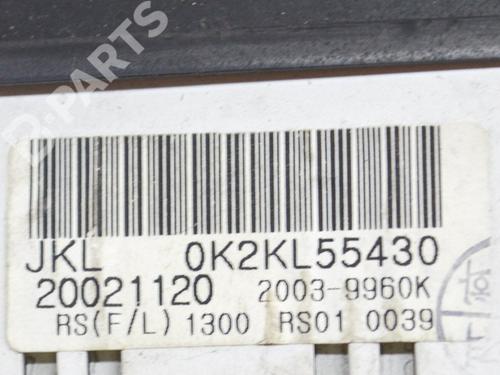 B-PARTS
JKL 0K2KL55430
20021120 2003-9960K
RS(F/L) 1300 RS01 0039